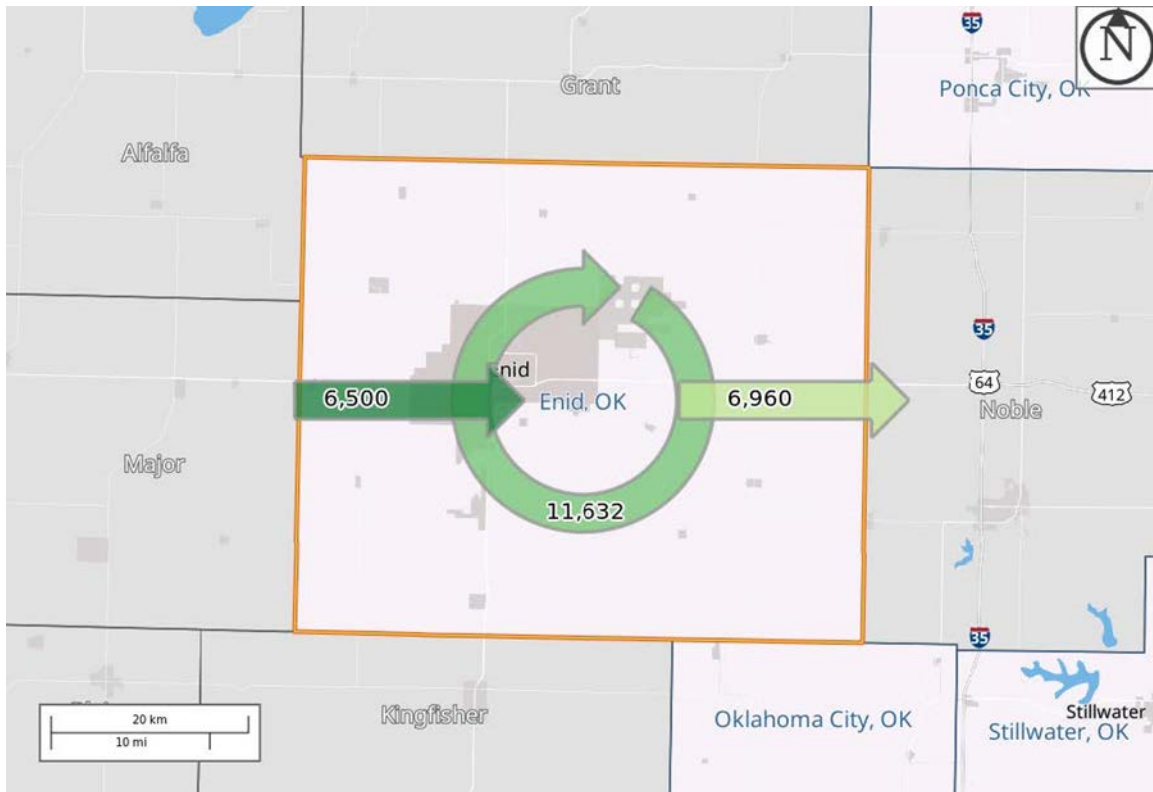 35
N
Grant
Ponca City, OK
Alfalfa
35
nid
6,500
Enid, OK
6,960
64
412
Noble
Major
11,632
35
20 km
10 mi
Kingfisher
Oklahoma City, OK
Stillwater
Stillwater, OK